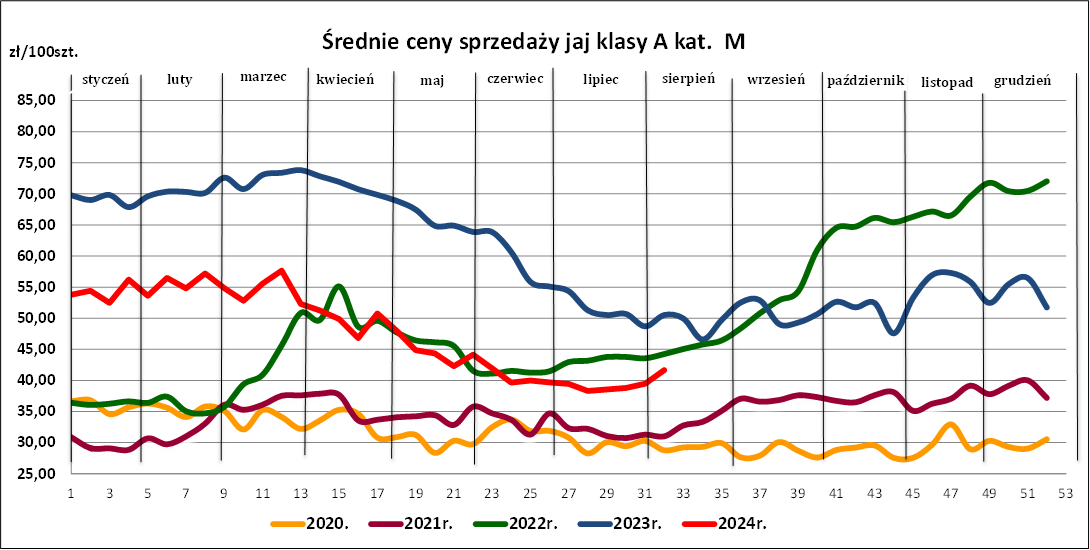 Średnie ceny sprzedaży jaj klasy A kat. M
zł/100szt.
styczeń luty marzec kwiecień maj czerwiec lipiec sierpień wrzesień październik listopad grudzień
85,00
80,00
75,00
70,00
65,00
60,00
55,00
50,00
45,00
40,00
35,00
30,00
25,00
1 3 5 7 9 11 13 15 17 19 21 23 25 27 29 31 33 35 37 39 41 43 45 47 49 51 53
2020. 2021r. 2022r. 2023r. 2024r.